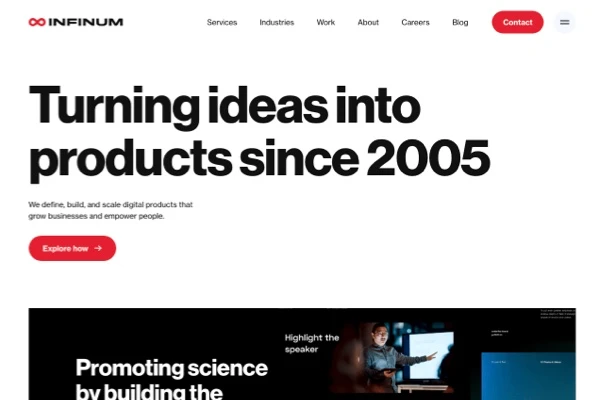 INFINUM
Services Industries Work About Careers Blog Contact
Turning ideas into
products since 2005
We define, build, and scale digital products that
grow businesses and empower people.
Explore how →
Highlight the
speaker
Promoting science
by building the